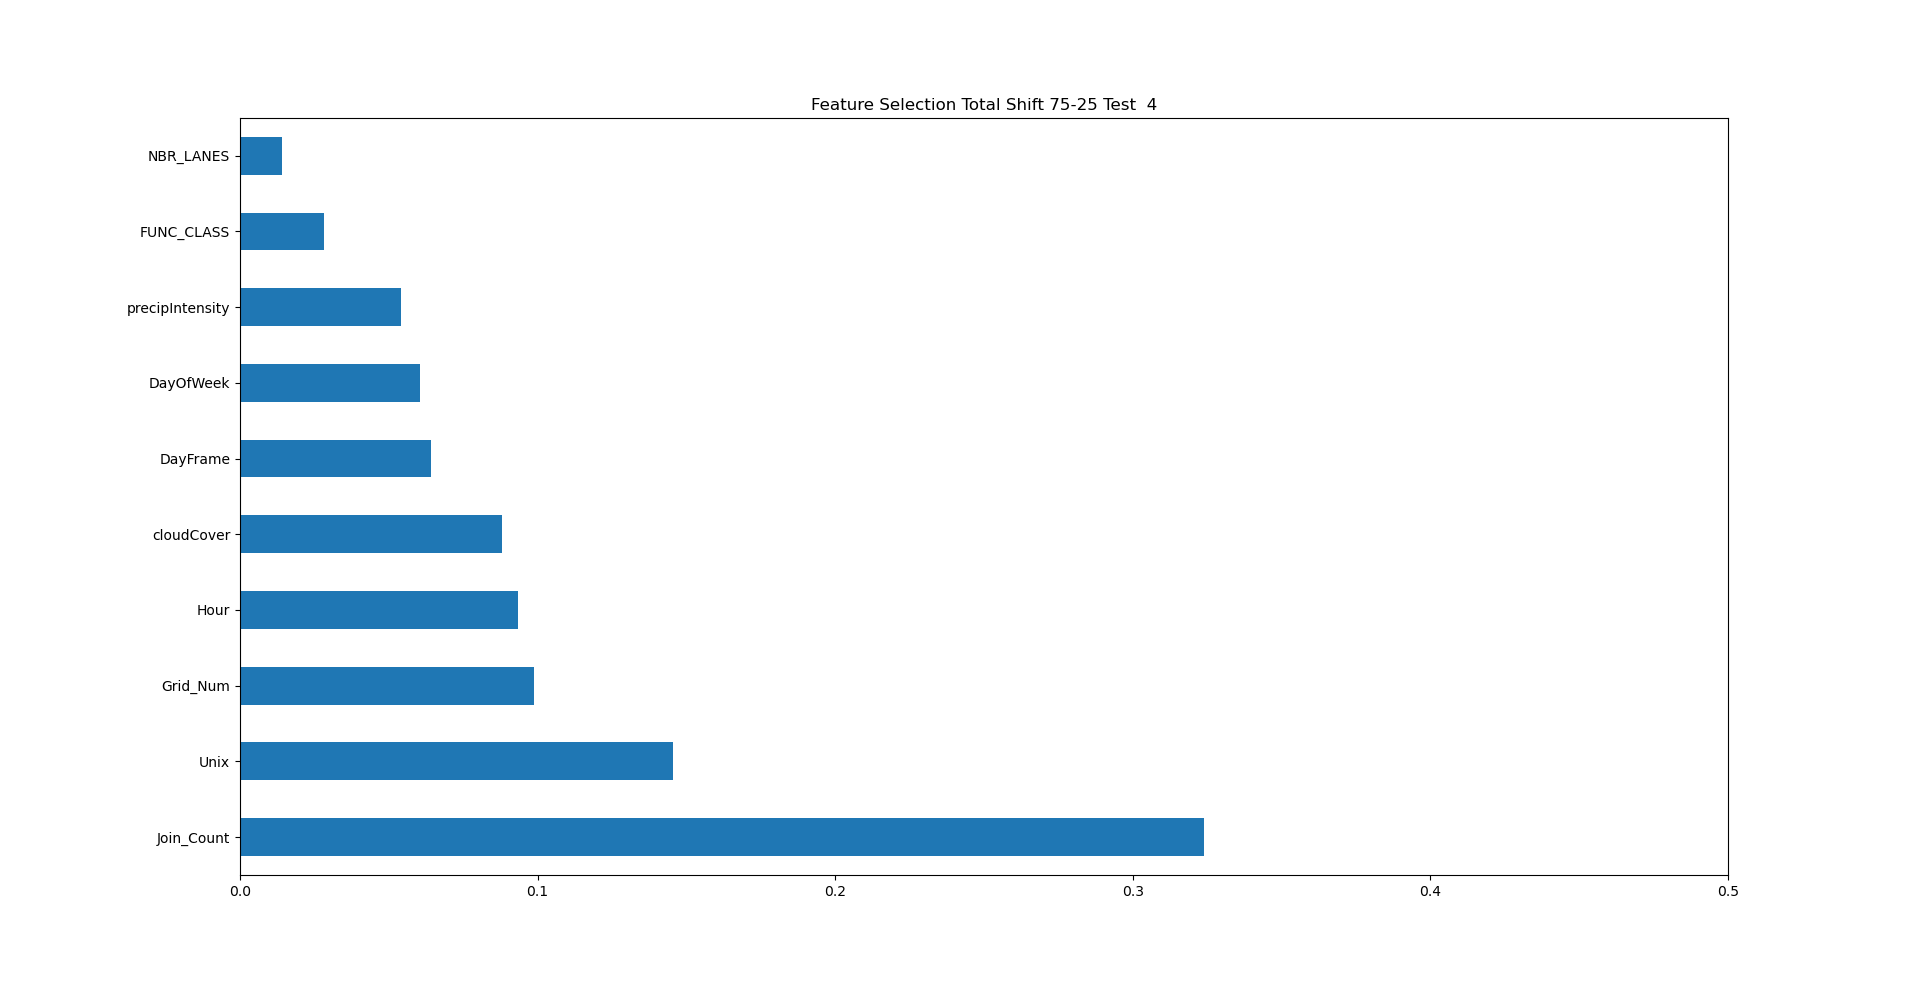 Feature Selection Total Shift 75-25 Test  4
NBR_LANES
FUNC_CLASS
precipIntensity
DayOfWeek
DayFrame
cloudCover
Hour
Grid_Num
Unix
Join_Count
0.0 0.1 0.2 0.3 0.4 0.5